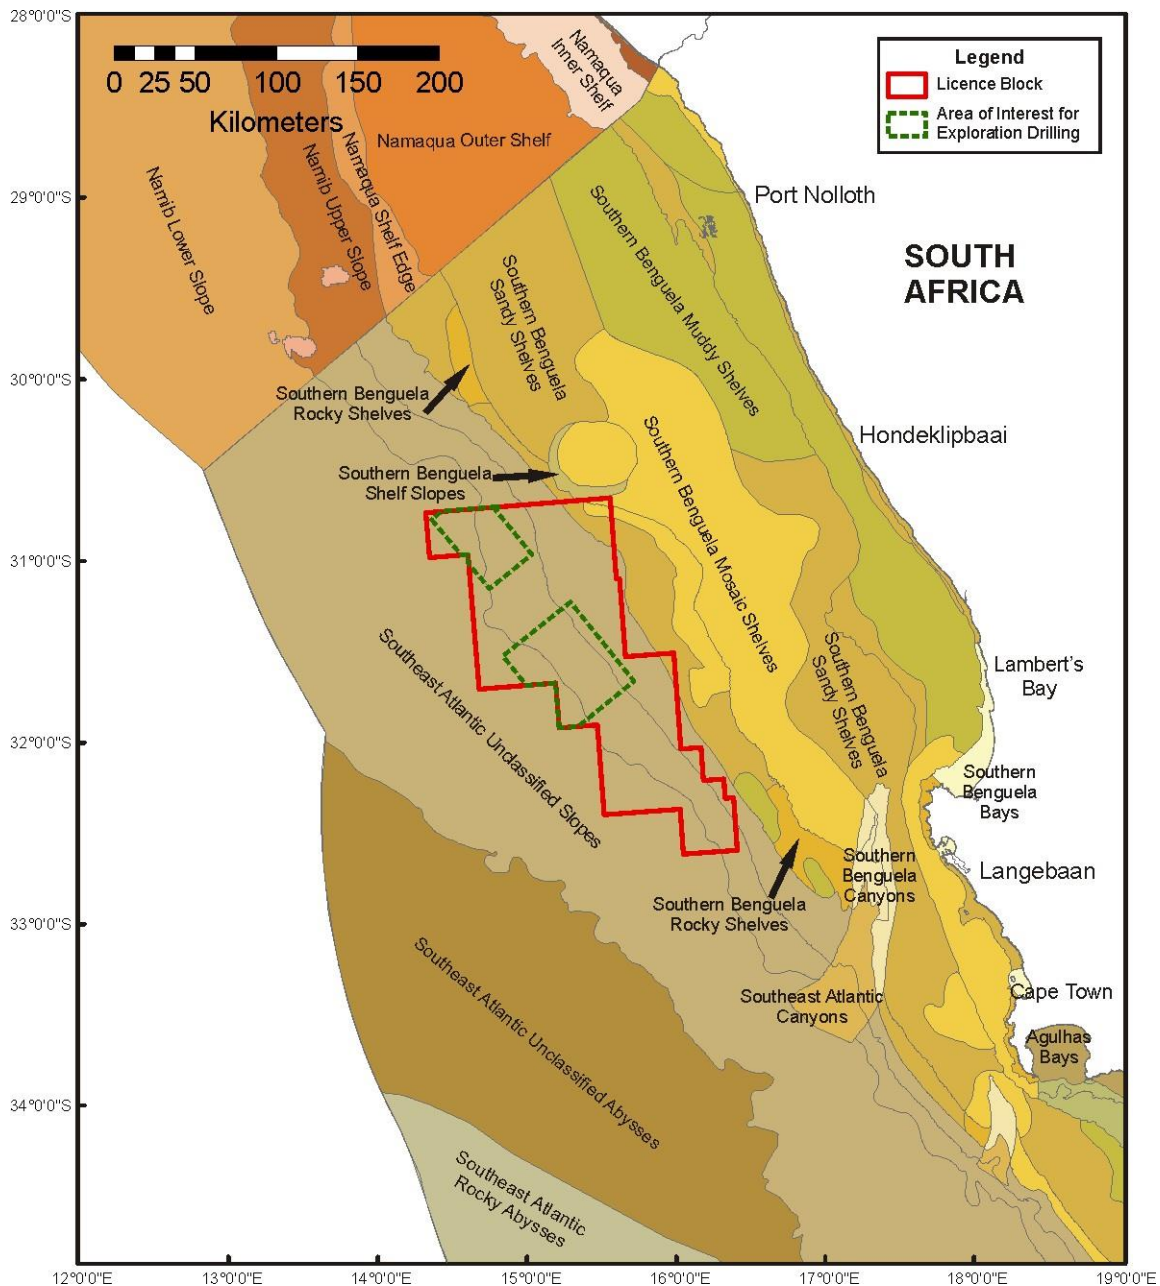 28°0'0"S
29°0'0"S
30°0'0"S
31°0'0"S
32°0'0"S
33°0'0"S
34°0'0"S
12°0'0"E
13°0'0"E
14°0'0"E
15°0'0"E
16°0'0"E
17°0'0"E
18°0'0"E
19°0'0"E
0 25 50 100 150 200
Kilometers
Legend
Licence Block
Area of Interest for
Exploration Drilling
Namaqua
Inner Shelf
Namaqua Outer Shelf
Namaqua Shelf Edge
Namib Upper Slope
Namib Lower Slope
Port Nolloth
SOUTH
AFRICA
Southern Benguela Muddy Shelves
Southern Benguela
Sandy Shelves
Southern Benguela
Rocky Shelves
Hondeklipbaai
Southern Benguela
Shelf Slopes
Southern Benguela Mosaic Shelves
Southeast Atlantic Unclassified Slopes
Southern Benguela
Sandy Shelves
Lambert's
Bay
Southern
Benguela
Bays
Langebaan
Southern
Benguela
Canyons
Southern Benguela
Rocky Shelves
Southeast Atlantic
Canyons
Cape Town
Agulhas
Bays
Southeast Atlantic Unclassified Abysses
Southeast Atlantic
Rocky Abysses